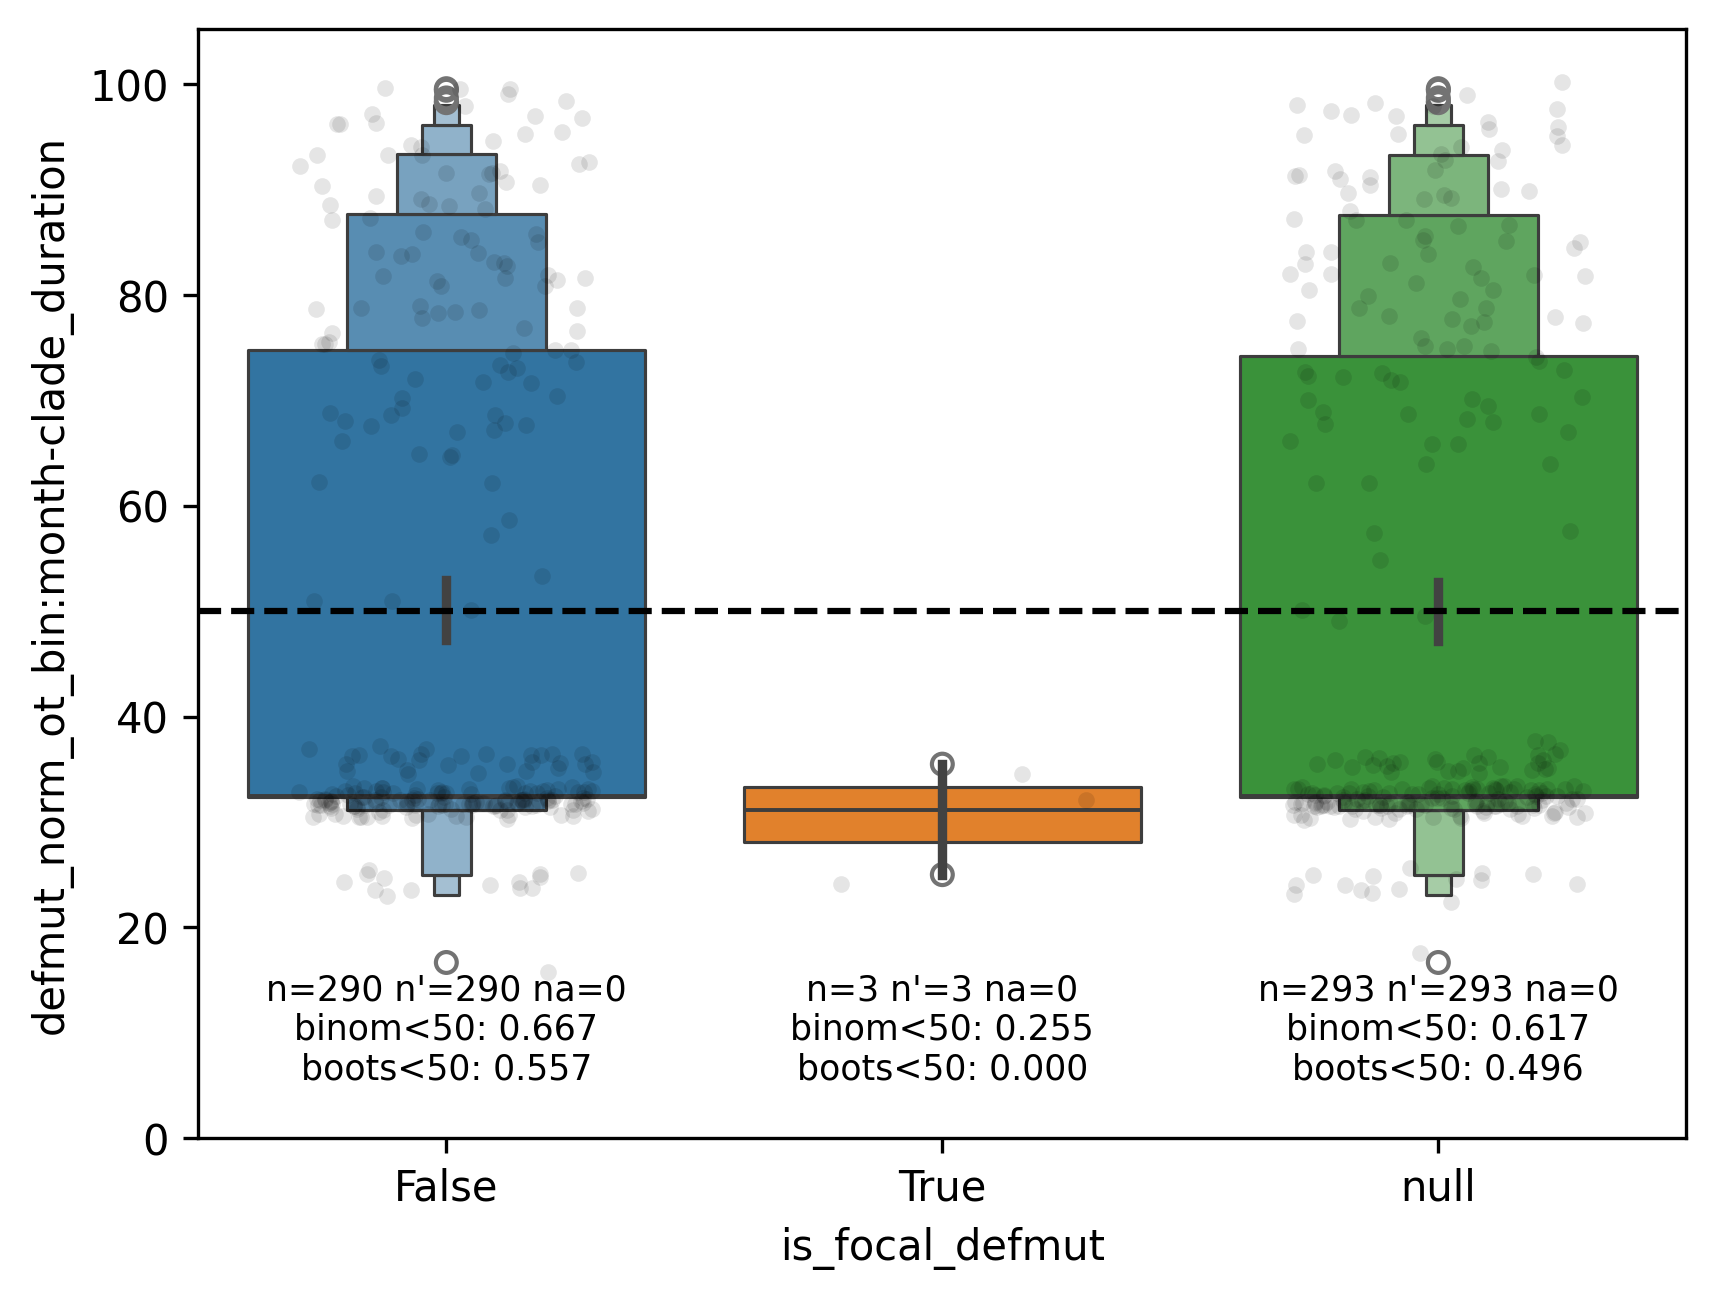 defmut_norm_ot_bin:month-clade_duration
100
80
60
40
20
0
n=290 n'=290 na=0
binom<50: 0.667
boots<50: 0.557
n=3 n'=3 na=0
binom<50: 0.255
boots<50: 0.000
n=293 n'=293 na=0
binom<50: 0.617
boots<50: 0.496
False
True
null
is_focal_defmut